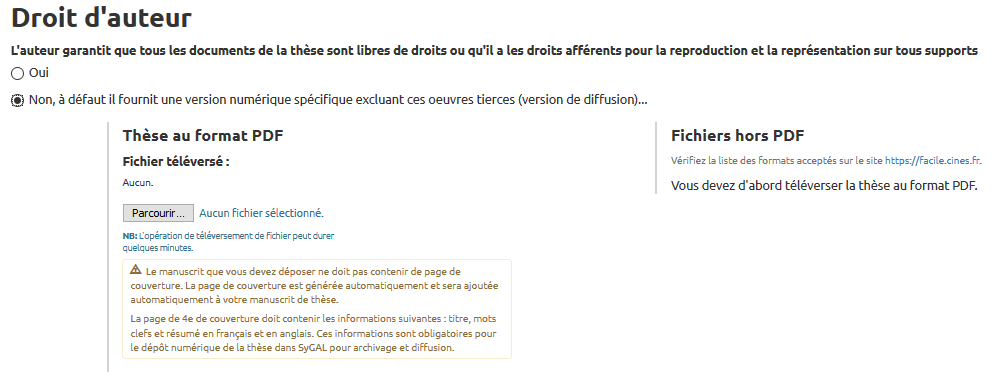 Droit d'auteur
L'auteur garantit que tous les documents de la thèse sont libres de droits ou qu'il a les droits afférents pour la reproduction et la représentation sur tous supports
Oui
Non, à défaut il fournit une version numérique spécifique excluant ces oeuvres tierces (version de diffusion)...
Thèse au format PDF
Fichier téléversé :
Aucun.
Parcourir... Aucun fichier sélectionné.
NB: L'opération de téléversement de fichier peut durer
quelques minutes.
Le manuscrit que vous devez déposer ne doit pas contenir de page de
couverture. La page de couverture est générée automatiquement et sera ajoutée
automatiquement à votre manuscrit de thèse.
La page de 4e de couverture doit contenir les informations suivantes : titre, mots
clefs et résumé en français et en anglais. Ces informations sont obligatoires pour
le dépôt numérique de la thèse dans SyGAL pour archivage et diffusion.
Fichiers hors PDF
Vérifiez la liste des formats acceptés sur le site https://facile.cines.fr.
Vous devez d'abord téléverser la thèse au format PDF.